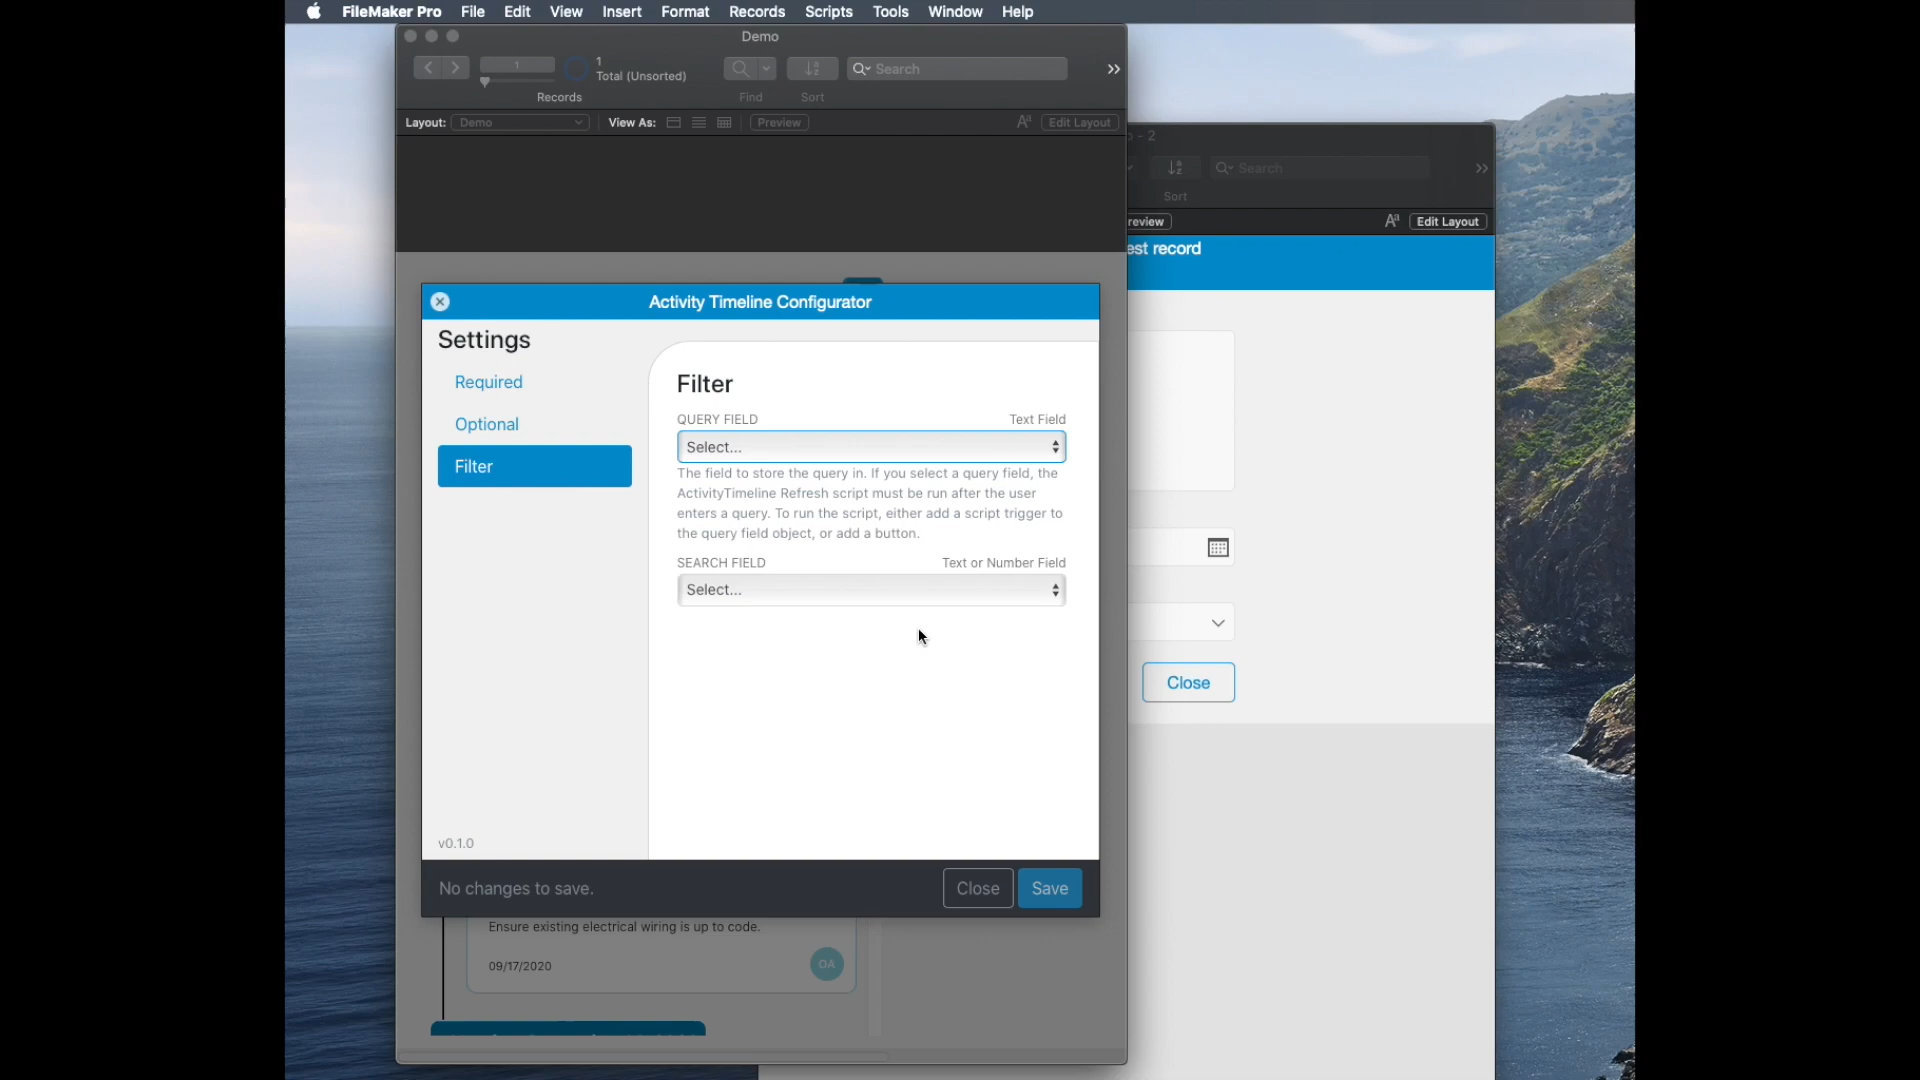 FileMaker Pro File Edit View Insert Format Records Scripts Tools Window Help
Demo
1
1
Total (Unsorted)
Search
Records
Find
Sort
Layout: Demo
View As:
Preview
Aa
Edit Layout
- 2
Search
Sort
review
Aa
Edit Layout
est record
Activity Timeline Configurator
Settings
Required
Optional
Filter
v0.1.0
Filter
QUERY FIELD Text Field
Select...
The field to store the query in. If you select a query field, the
ActivityTimeline Refresh script must be run after the user
enters a query. To run the script, either add a script trigger to
the query field object, or add a button.
SEARCH FIELD Text or Number Field
Select...
No changes to save.
Close
Save
Close
Ensure existing electrical wiring is up to code.
09/17/2020
OA